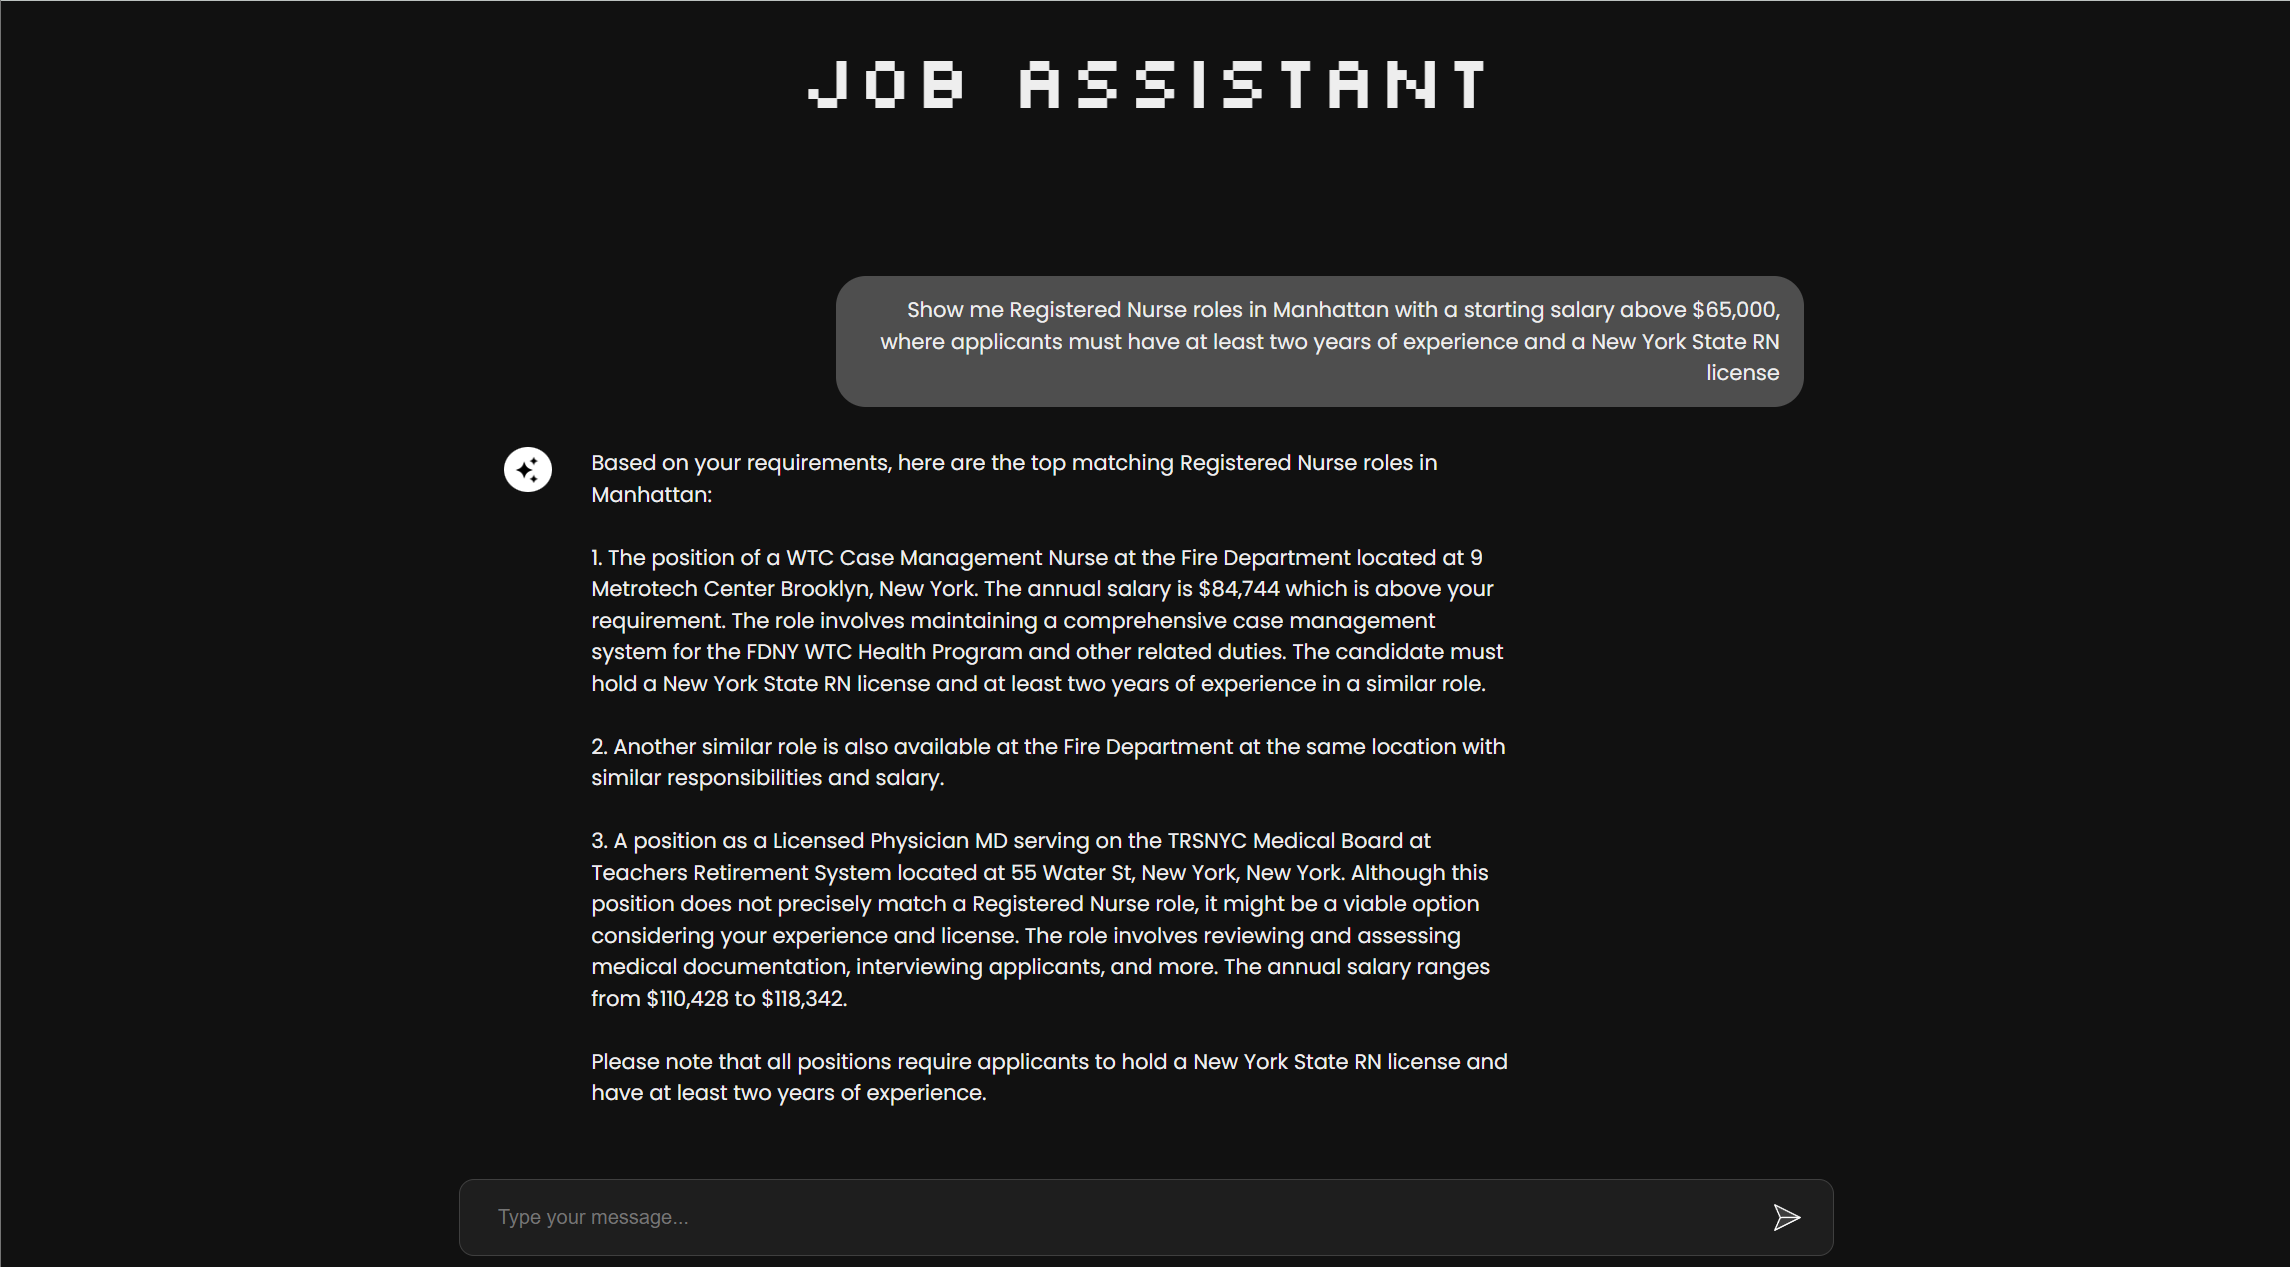 JOB ASSISTANT
Show me Registered Nurse roles in Manhattan with a starting salary above $65,000,
where applicants must have at least two years of experience and a New York State RN
license
Based on your requirements, here are the top matching Registered Nurse roles in
Manhattan:
1. The position of a WTC Case Management Nurse at the Fire Department located at 9
Metrotech Center Brooklyn, New York. The annual salary is $84,744 which is above your
requirement. The role involves maintaining a comprehensive case management
system for the FDNY WTC Health Program and other related duties. The candidate must
hold a New York State RN license and at least two years of experience in a similar role.
2. Another similar role is also available at the Fire Department at the same location with
similar responsibilities and salary.
3. A position as a Licensed Physician MD serving on the TRSNYC Medical Board at
Teachers Retirement System located at 55 Water St, New York, New York. Although this
position does not precisely match a Registered Nurse role, it might be a viable option
considering your experience and license. The role involves reviewing and assessing
medical documentation, interviewing applicants, and more. The annual salary ranges
from $110,428 to $118,342.
Please note that all positions require applicants to hold a New York State RN license and
have at least two years of experience.
Type your message...